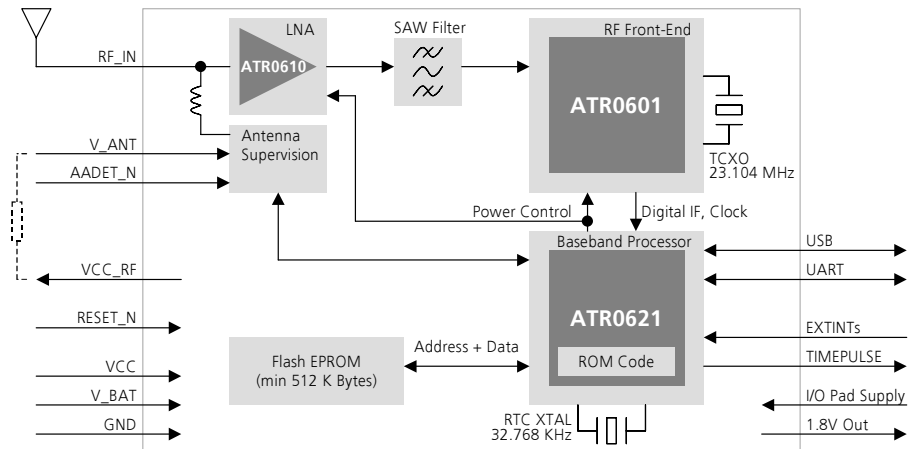 RF_IN
LNA
ATR0610
SAW Filter
RF Front-End
ATR0601
TCXO
23.104 MHz
V_ANT
AADET_N
Antenna
Supervision
Power Control
Digital IF, Clock
VCC_RF
RESET_N
VCC
V_BAT
GND
Flash EPROM
(min 512 K Bytes)
Address + Data
Baseband Processor
ATR0621
ROM Code
RTC XTAL
32.768 KHz
USB
UART
EXTINTs
TIMEPULSE
I/O Pad Supply
1.8V Out